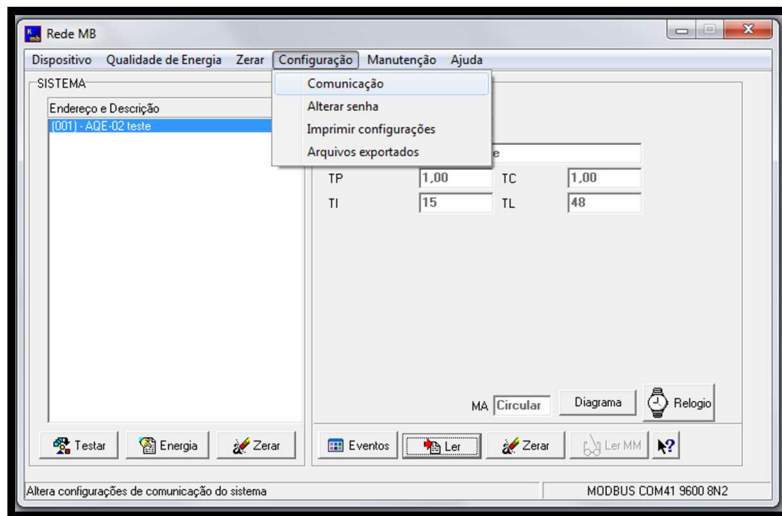 Rede MB
Dispositivo Qualidade de Energia Zerar Configuração Manutenção Ajuda
Comunicação
Alterar senha
Imprimir configurações
Arquivos exportados
SISTEMA
Endereço e Descrição
(001) - AQE-02 teste
e
TP 1,00 TC 1,00
TI 15 TL 48
MA Circular Diagrama Relogio
Testar Energia Zerar Eventos Ler Zerar Ler MM
Altera configurações de comunicação do sistema MODBUS COM41 9600 8N2